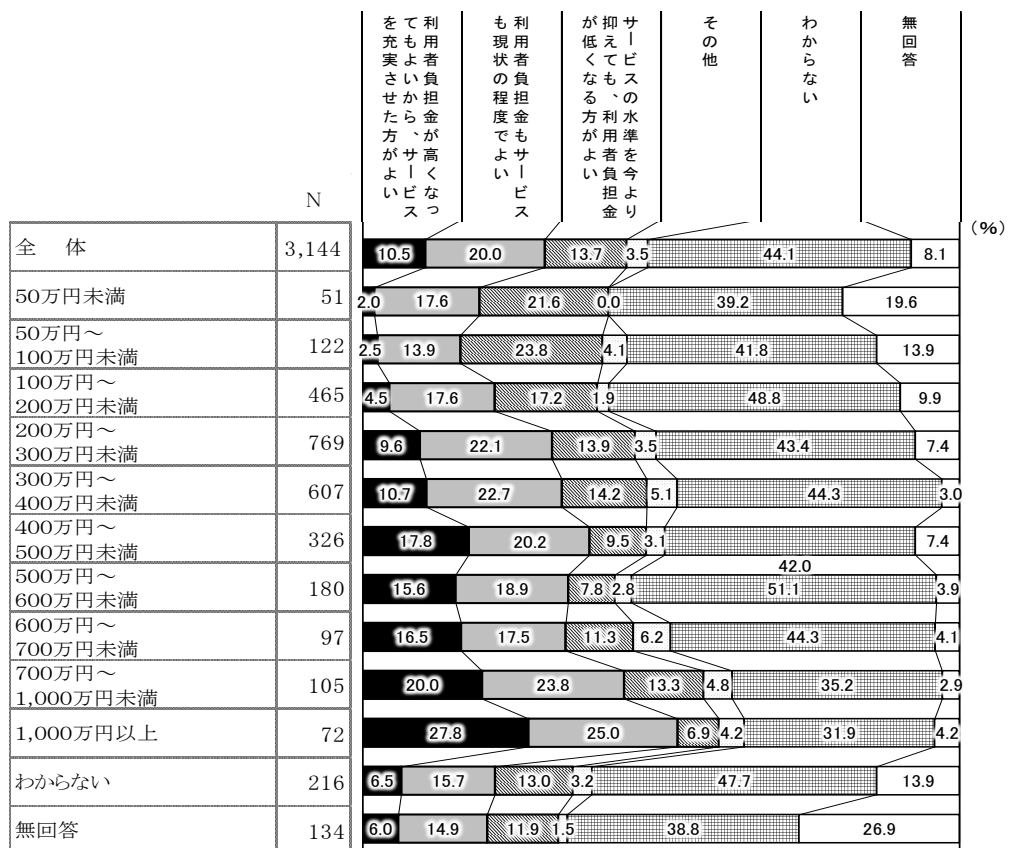 利用者負担金が高くなっ
てもよいから、サービス
を充実させた方がよい
利用者負担金もサービス
も現状の程度でよい
サービスの水準を今より
抑えても、利用者負担金
が低くなる方がよい
その他
わからない
無回答
N
(%)
全 体 3,144 10.5 20.0 13.7 3.5 44.1 8.1
50万円未満 51 2.0 17.6 21.6 0.0 39.2 19.6
50万円～
100万円未満 122 2.5 13.9 23.8 4.1 41.8 13.9
100万円～
200万円未満 465 4.5 17.6 17.2 1.9 48.8 9.9
200万円～
300万円未満 769 9.6 22.1 13.9 3.5 43.4 7.4
300万円～
400万円未満 607 10.7 22.7 14.2 5.1 44.3 3.0
400万円～
500万円未満 326 17.8 20.2 9.5 3.1 42.0 7.4
500万円～
600万円未満 180 15.6 18.9 7.8 2.8 51.1 3.9
600万円～
700万円未満 97 16.5 17.5 11.3 6.2 44.3 4.1
700万円～
1,000万円未満 105 20.0 23.8 13.3 4.8 35.2 2.9
1,000万円以上 72 27.8 25.0 6.9 4.2 31.9 4.2
わからない 216 6.5 15.7 13.0 3.2 47.7 13.9
無回答 134 6.0 14.9 11.9 1.5 38.8 26.9